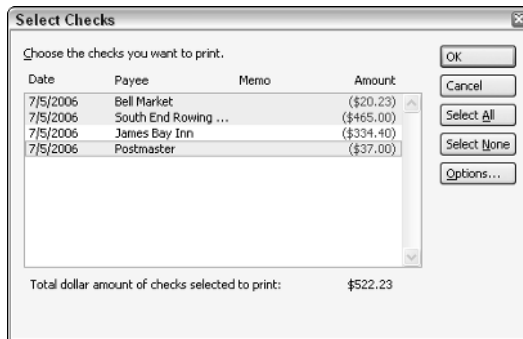 Select Checks
Choose the checks you want to print.
OK
Date Payee Memo Amount
Cancel
7/5/2006 Bell Market ($20.23)
7/5/2006 South End Rowing ... ($465.00)
Select All
7/5/2006 James Bay Inn ($334.40)
7/5/2006 Postmaster ($37.00)
Select None
Options...
Total dollar amount of checks selected to print: $522.23